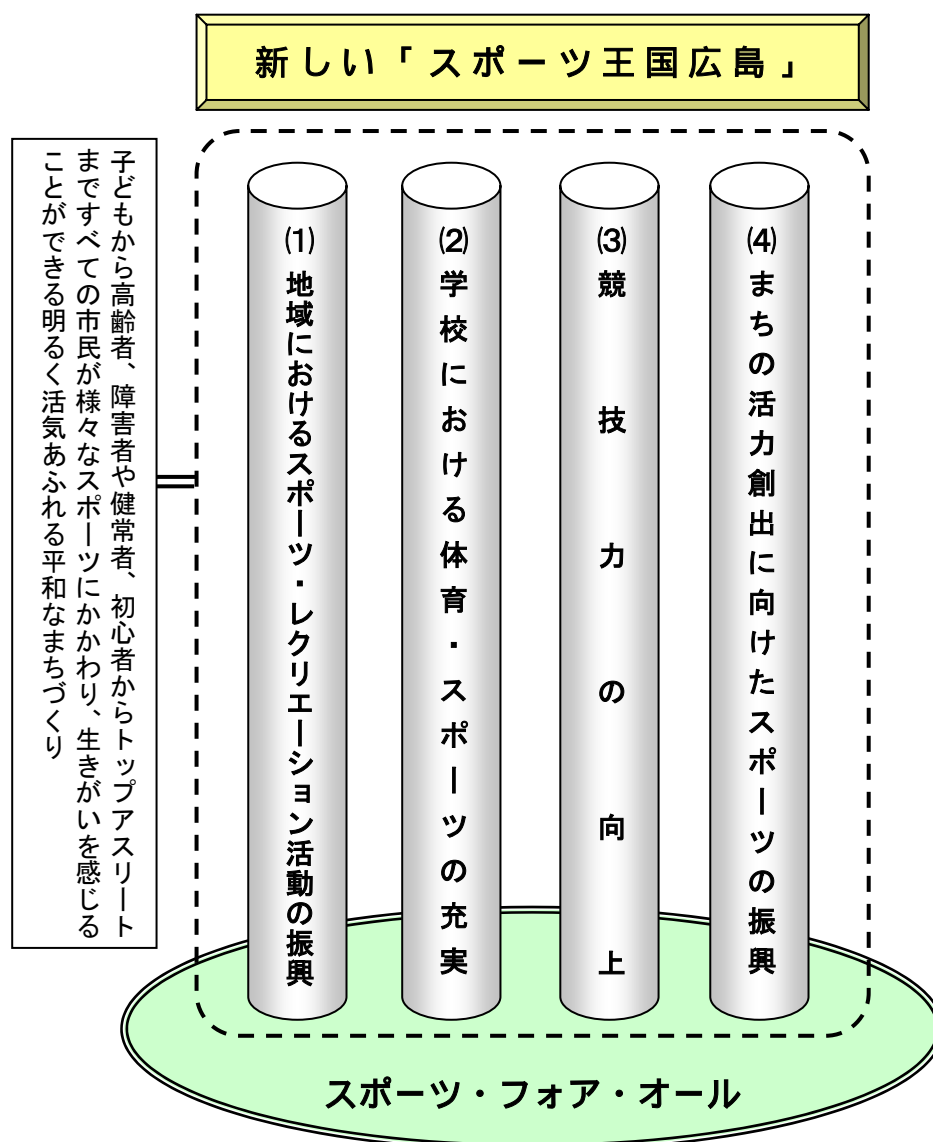 新しい「スポーツ王国広島」
子どもから高齢者、障害者や健常者、初心者からトップアスリート
まですべての市民が様々なスポーツにかかわり、生きがいを感じる
ことができる明るく活気あふれる平和なまちづくり
(1)地域におけるスポーツ・レクリエーション活動の振興
(2)学校における体育・スポーツの充実
(3)競技力の向上
(4)まちの活力創出に向けたスポーツの振興
スポーツ・フォア・オール